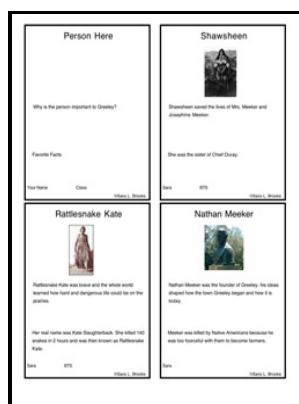 Person Here
Why is the person important to Greeley?
Favorite Facts:
Your Name Class
©Sara L. Brooks
Shawsheen
Shawsheen saved the lives of Mrs. Meeker and
Josephine Meeker.
She was the sister of Chief Ouray.
Sara BTS
©Sara L. Brooks
Rattlesnake Kate
Rattlesnake Kate was brave and the whole world
learned how hard and dangerous life could be on the
prairies.
Her real name was Kate Slaughterback. She killed 140
snakes in 2 hours and was then known as Rattlesnake
Kate.
Sara BTS
©Sara L. Brooks
Nathan Meeker
Nathan Meeker was the founder of Greeley. his ideas
shaped how the town Greeley began and how it is
today.
Meeker was killed by Native Americans because he
was too forceful with them to become farmers.
Sara BTS
©Sara L. Brooks